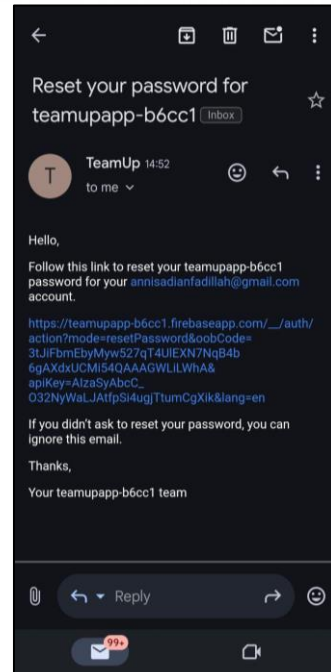 Reset your password for
teamupapp-b6cc1 Inbox
T
TeamUp 14:52
to me
Hello,
Follow this link to reset your teamupapp-b6cc1
password for your annisadianfadillah@gmail.com
account.
https://teamupapp-b6cc1.firebaseapp.com/__/auth/
action?mode=resetPassword&oobCode=
3tJiFbmEbyMyw527qT4UlEXN7NqB4b
6gAXdxUCMi54QAAAGWLiLWhA&
apiKey=AIzaSyAbcC_
O32NyWaLJAtfpSi4ugjTtumCgXik&lang=en
If you didn't ask to reset your password, you can
ignore this email.
Thanks,
Your teamupapp-b6cc1 team
Reply
99+